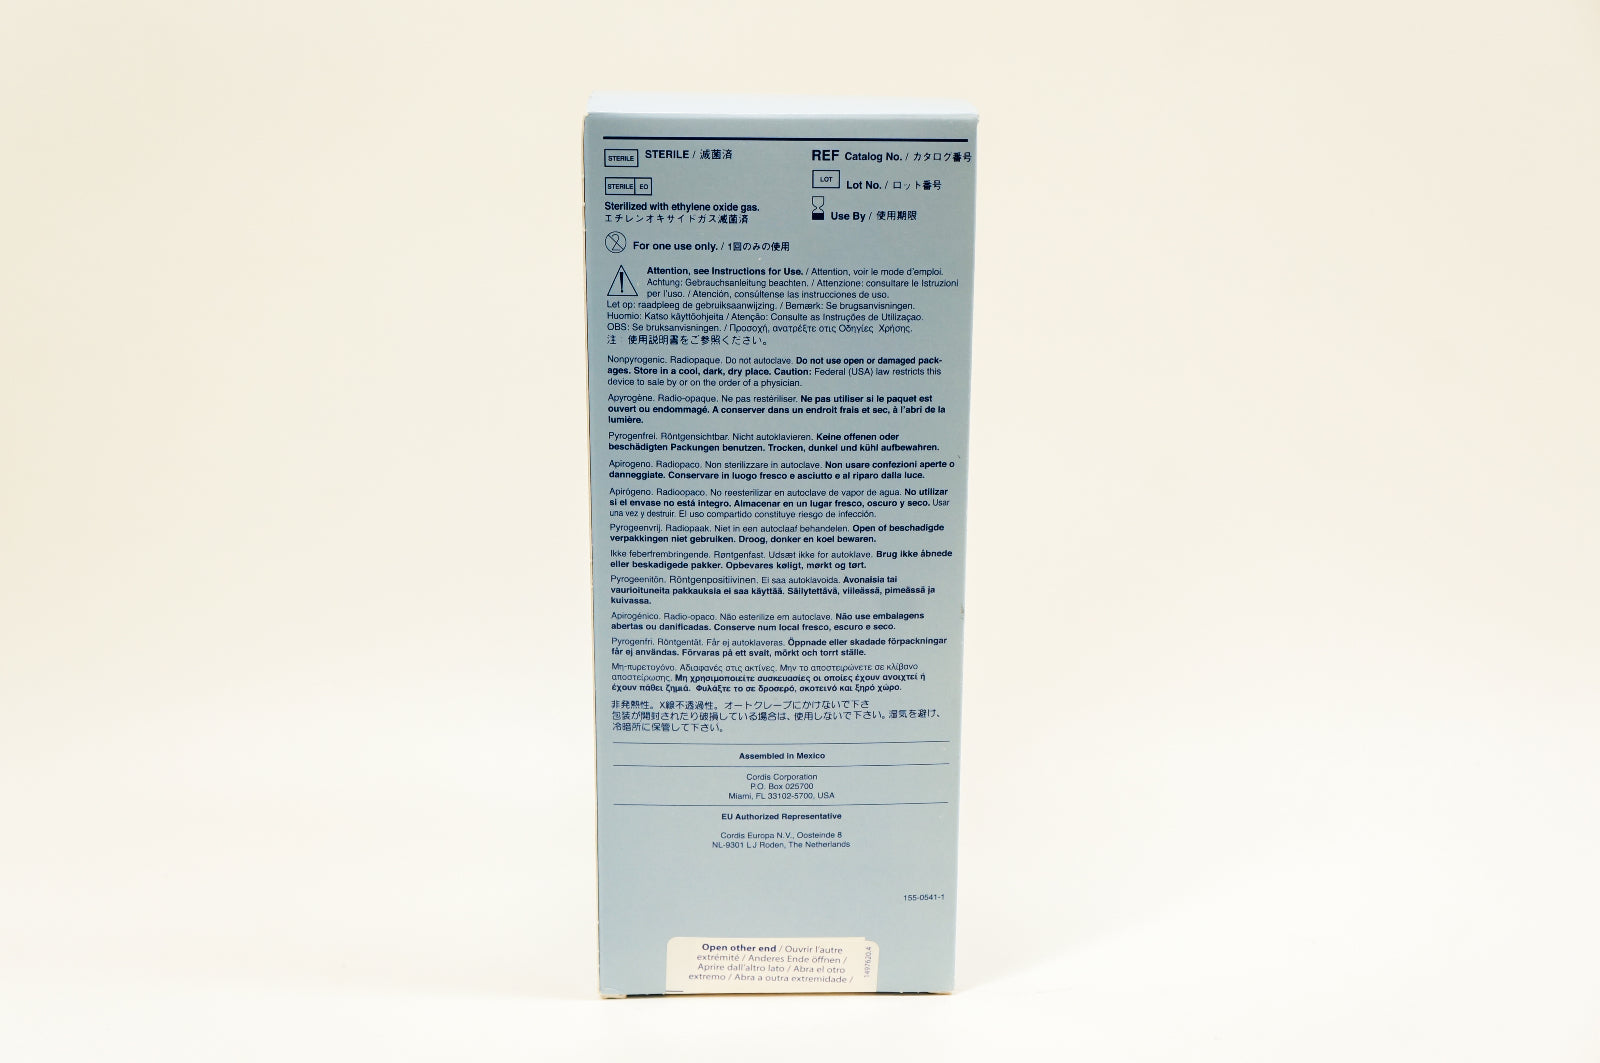 STERILE STERILE / 滅菌済
STERILE EO
Sterilized with ethylene oxide gas.
エチレンオキサイドガス滅菌済
REF Catalog No. / カタログ番号
LOT Lot No. / ロット番号
Use By / 使用期限
2 For one use only. / 1回のみの使用
Attention, see Instructions for Use. / Attention, voir le mode d'emploi.
Achtung: Gebrauchsanleitung beachten. / Attenzione: consultare le Istruzioni
per l'uso. / Atención, consúltense las instrucciones de uso.
Let op: raadpleeg de gebruiksaanwijzing. / Bemærk: Se brugsanvisningen.
Huomio: Katso käyttöohjeita / Atenção: Consulte as Instruções de Utilizaçao.
OBS: Se bruksanvisningen. / Προσοχή, ανατρέξτε στις Οδηγίες Χρήσης.
注: 使用説明書をご参照ください。
Nonpyrogenic. Radiopaque. Do not autoclave. Do not use open or damaged pack-
ages. Store in a cool, dark, dry place. Caution: Federal (USA) law restricts this
device to sale by or on the order of a physician.
Apyrogène. Radio-opaque. Ne pas restériliser. Ne pas utiliser si le paquet est
ouvert ou endommagé. A conserver dans un endroit frais et sec, à l'abri de la
lumière.
Pyrogenfrei. Röntgensichtbar. Nicht autoklavieren. Keine offenen oder
beschädigten Packungen benutzen. Trocken, dunkel und kühl aufbewahren.
Apirogeno. Radiopaco. Non sterilizzare in autoclave. Non usare confezioni aperte o
danneggiate. Conservare in luogo fresco e asciutto e al riparo dalla luce.
Apirógeno. Radioopaco. No reesterilizar en autoclave de vapor de agua. No utilizar
si el envase no está íntegro. Almacenar en un lugar fresco, oscuro y seco. Usar
una vez y destruir. El uso compartido constituye riesgo de infección.
Pyrogeenvrij. Radiopaak. Niet in een autoclaaf behandelen. Open of beschadigde
verpakkingen niet gebruiken. Droog, donker en koel bewaren.
Ikke feberfrembringende. Røntgenfast. Udsæt ikke for autoklave. Brug ikke åbnede
eller beskadigede pakker. Opbevares køligt, mørkt og tørt.
Pyrogeenitön. Röntgenpositiivinen. Ei saa autoklavoida. Avonaisia tai
vaurioituneita pakkauksia ei saa käyttää. Säilytettävä, viileässä, pimeässä ja
kuivassa.
Apirogénico. Radio-opaco. Não esterilize em autoclave. Não use embalagens
abertas ou danificadas. Conserve num local fresco, escuro e seco.
Pyrogenfri. Röntgentät. Får ej autoklaveras. Öppnade eller skadade förpackningar
får ej användas. Förvaras på ett svalt, mörkt och torrt ställe.
Μη-πυρετογόνο. Αδιαφανές στις ακτίνες. Μην το αποστειρώνετε σε κλίβανο
αποστείρωσης. Μη χρησιμοποιείτε συσκευασίες οι οποίες έχουν ανοιχτεί ή
έχουν πάθει ζημιά. Φυλάξτε το σε δροσερό, σκοτεινό και ξηρό χώρο.
非発熱性。X線不透過性。オートクレーブにかけないで下さ
包装が開封されたり破損している場合は、使用しないで下さい。湿気を避け、
冷暗所に保管して下さい。
Assembled in Mexico
Cordis Corporation
P.O. Box 025700
Miami, FL 33102-5700, USA
EU Authorized Representative
Cordis Europa N.V., Oosteinde 8
NL-9301 LJ Roden, The Netherlands
155-0541-1
Open other end / Ouvrir l'autre
extrémité / Anderes Ende öffnen /
Aprire dall'altro lato / Abra el otro
extremo / Abra a outra extremidade /
1497620.4